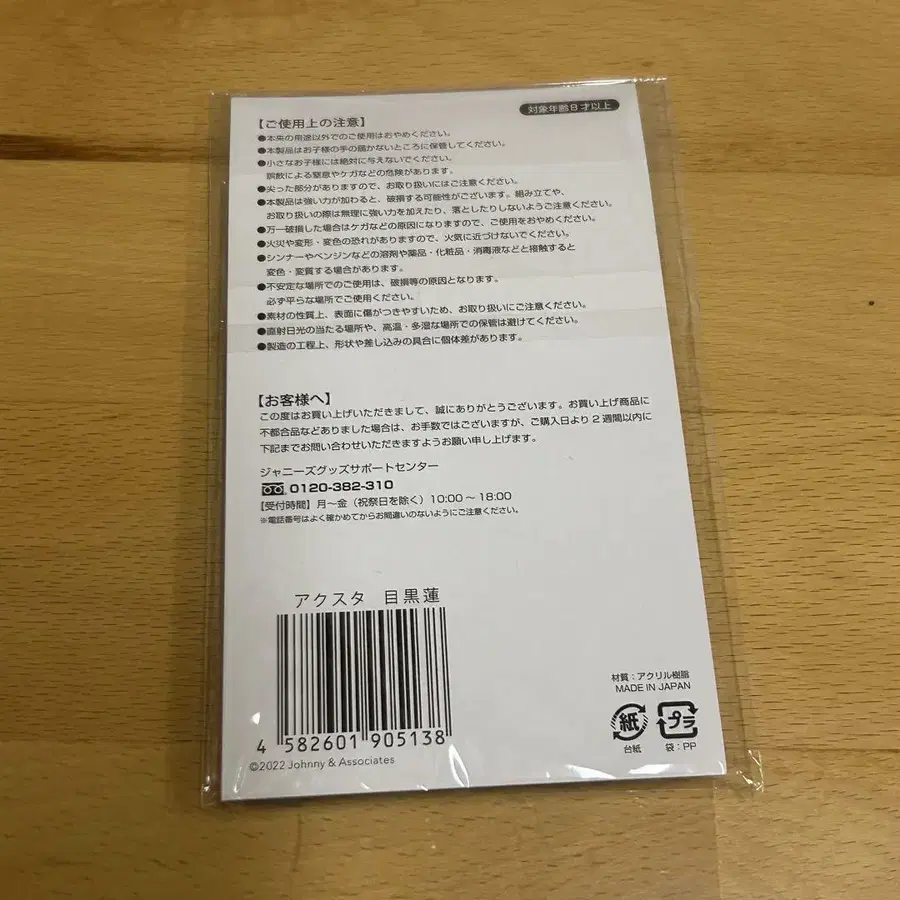 対象年齢8才以上
【ご使用上の注意】
●本来の用途以外でのご使用はおやめください。
●本製品はお子様の手の届かないところに保管してください。
●小さなお子様には絶対に与えないでください。
誤飲による窒息やケガなどの危険があります。
●尖った部分がありますので、お取り扱いにはご注意ください。
●本製品は強い力が加わると、破損する可能性がございます。組み立てや、
お取り扱いの際は無理に強い力を加えたり、落としたりしないようご注意ください。
●万一破損した場合はケガなどの原因になりますので、ご使用をおやめください。
●火災や変形・変色の恐れがありますので、火気に近づけないでください。
●シンナーやベンジンなどの溶剤や薬品・化粧品・消毒液などと接触すると
変色・変質する場合があります。
●不安定な場所でのご使用は、破損等の原因となります。
必ず平らな場所でご使用ください。
●素材の性質上、表面に傷がつきやすいため、お取り扱いにご注意ください。
●直射日光の当たる場所や、高温・多湿な場所での保管は避けてください。
●製造の工程上、形状や差し込みの具合に個体差があります。
【お客様へ】
この度はお買い上げいただきまして、誠にありがとうございます。お買い上げ商品に
不都合品などありました場合は、お手数ではございますが、ご購入日より2週間以内に
下記までお問い合わせいただきますようお願い申し上げます。
ジャニーズグッズサポートセンター
0120-382-310
【受付時間】月〜金（祝祭日を除く）10:00〜18:00
※電話番号はよく確かめてからお間違いのないようにご注意ください。
アクスタ 目黒蓮
4 582601 905138
©2022 Johnny & Associates
材質：アクリル樹脂
MADE IN JAPAN
紙
プラ
台紙
袋：PP